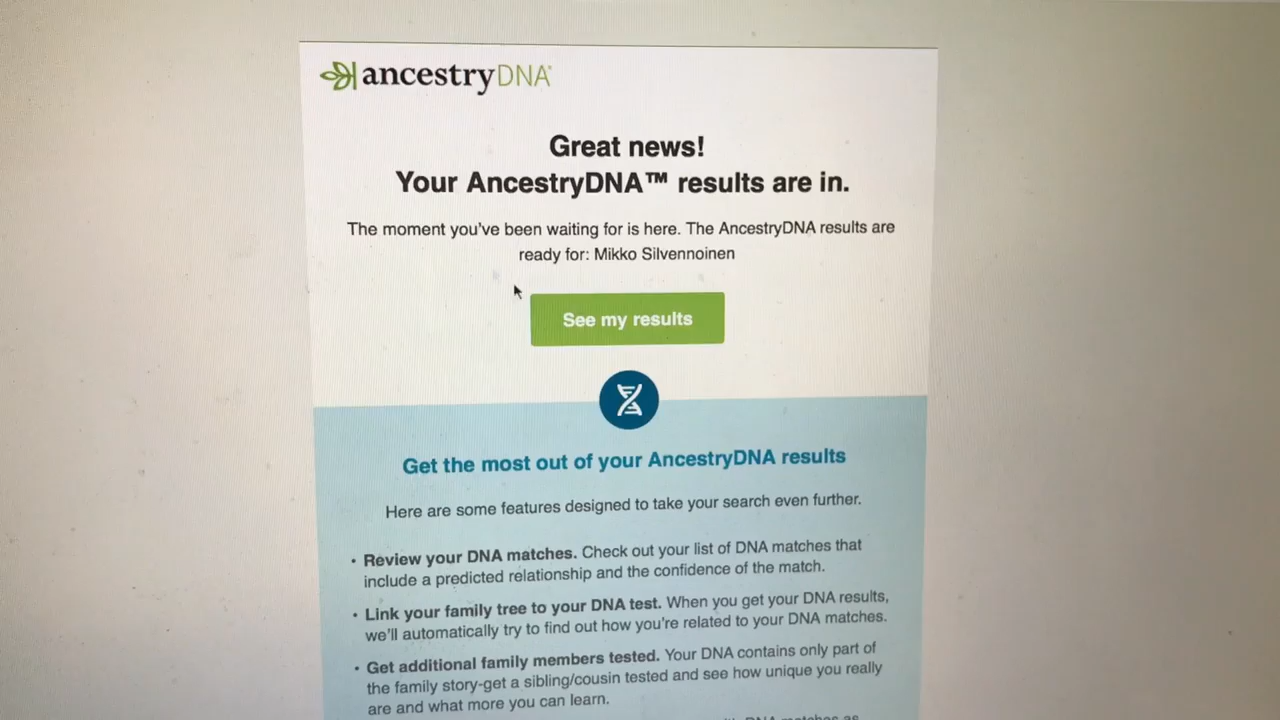 ancestryDNA
Great news!
Your AncestryDNA™ results are in.
The moment you've been waiting for is here. The AncestryDNA results are
ready for: Mikko Silvennoinen
See my results
Get the most out of your AncestryDNA results
Here are some features designed to take your search even further.
• Review your DNA matches. Check out your list of DNA matches that
include a predicted relationship and the confidence of the match.
• Link your family tree to your DNA test. When you get your DNA results,
we'll automatically try to find out how you're related to your DNA matches.
• Get additional family members tested. Your DNA contains only part of
the family story-get a sibling/cousin tested and see how unique you really
are and what more you can learn.
DNA matches as